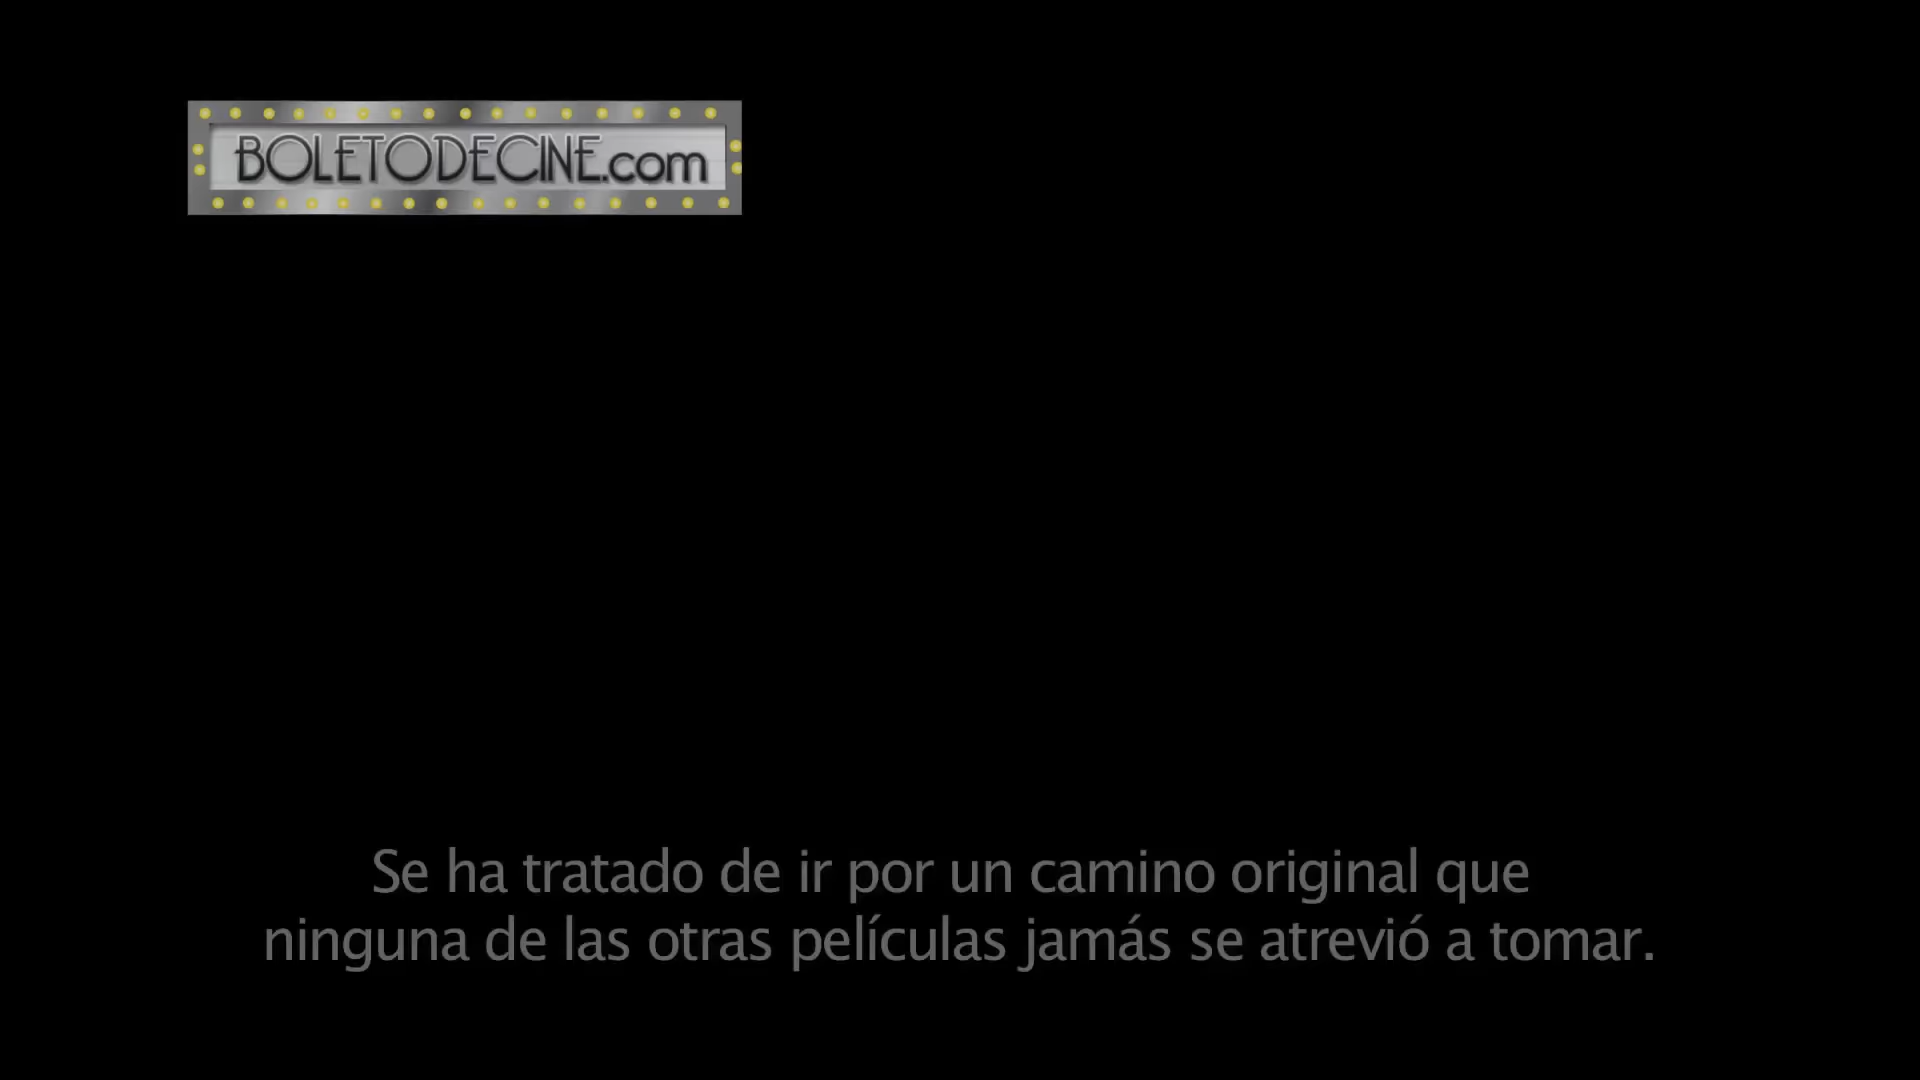 BOLETODECINE.com
Se ha tratado de ir por un camino original que
ninguna de las otras películas jamás se atrevió a tomar.